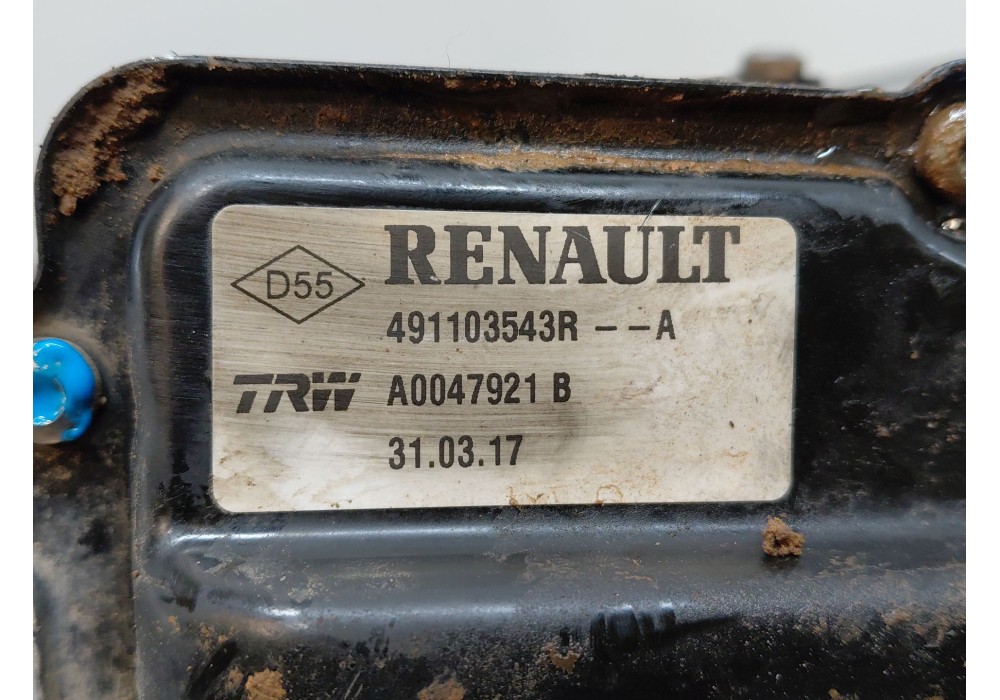 RENAULT
D55
491103543R -- A
TRW A0047921 B
31.03.17